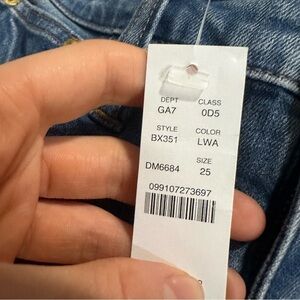 DEPT CLASS
GA7 0D5
STYLE COLOR
BX351 LWA
DM6684 SIZE
25
099107273697